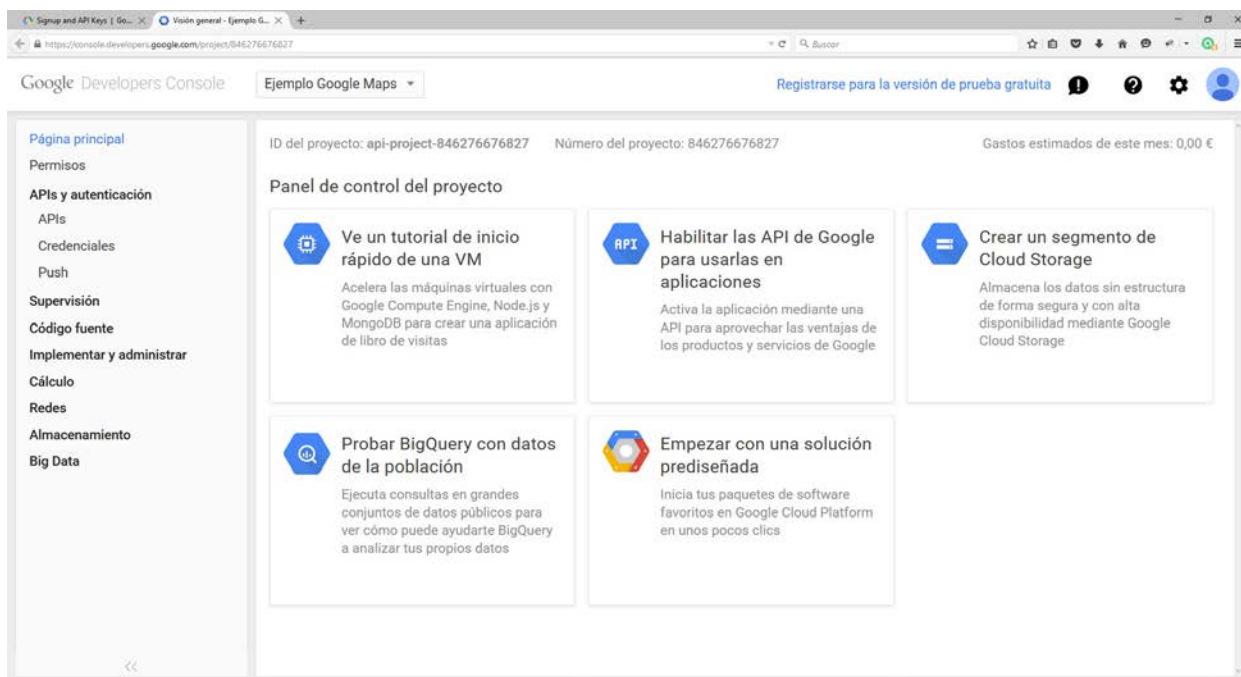 Signup and API Keys | Go...
Visión general - Ejemplo G...
https://console.developers.google.com/project/846276676827
Buscar
Google Developers Console
Ejemplo Google Maps
Registrarse para la versión de prueba gratuita
Página principal
Permisos
APIs y autenticación
APIs
Credenciales
Push
Supervisión
Código fuente
Implementar y administrar
Cálculo
Redes
Almacenamiento
Big Data
ID del proyecto: api-project-846276676827
Número del proyecto: 846276676827
Gastos estimados de este mes: 0,00 €
Panel de control del proyecto
Ve un tutorial de inicio
rápido de una VM
Acelera las máquinas virtuales con
Google Compute Engine, Node.js y
MongoDB para crear una aplicación
de libro de visitas
API
Habilitar las API de Google
para usarlas en
aplicaciones
Activa la aplicación mediante una
API para aprovechar las ventajas de
los productos y servicios de Google
Crear un segmento de
Cloud Storage
Almacena los datos sin estructura
de forma segura y con alta
disponibilidad mediante Google
Cloud Storage
Probar BigQuery con datos
de la población
Ejecuta consultas en grandes
conjuntos de datos públicos para
ver cómo puede ayudarte BigQuery
a analizar tus propios datos
Empezar con una solución
prediseñada
Inicia tus paquetes de software
favoritos en Google Cloud Platform
en unos pocos clics